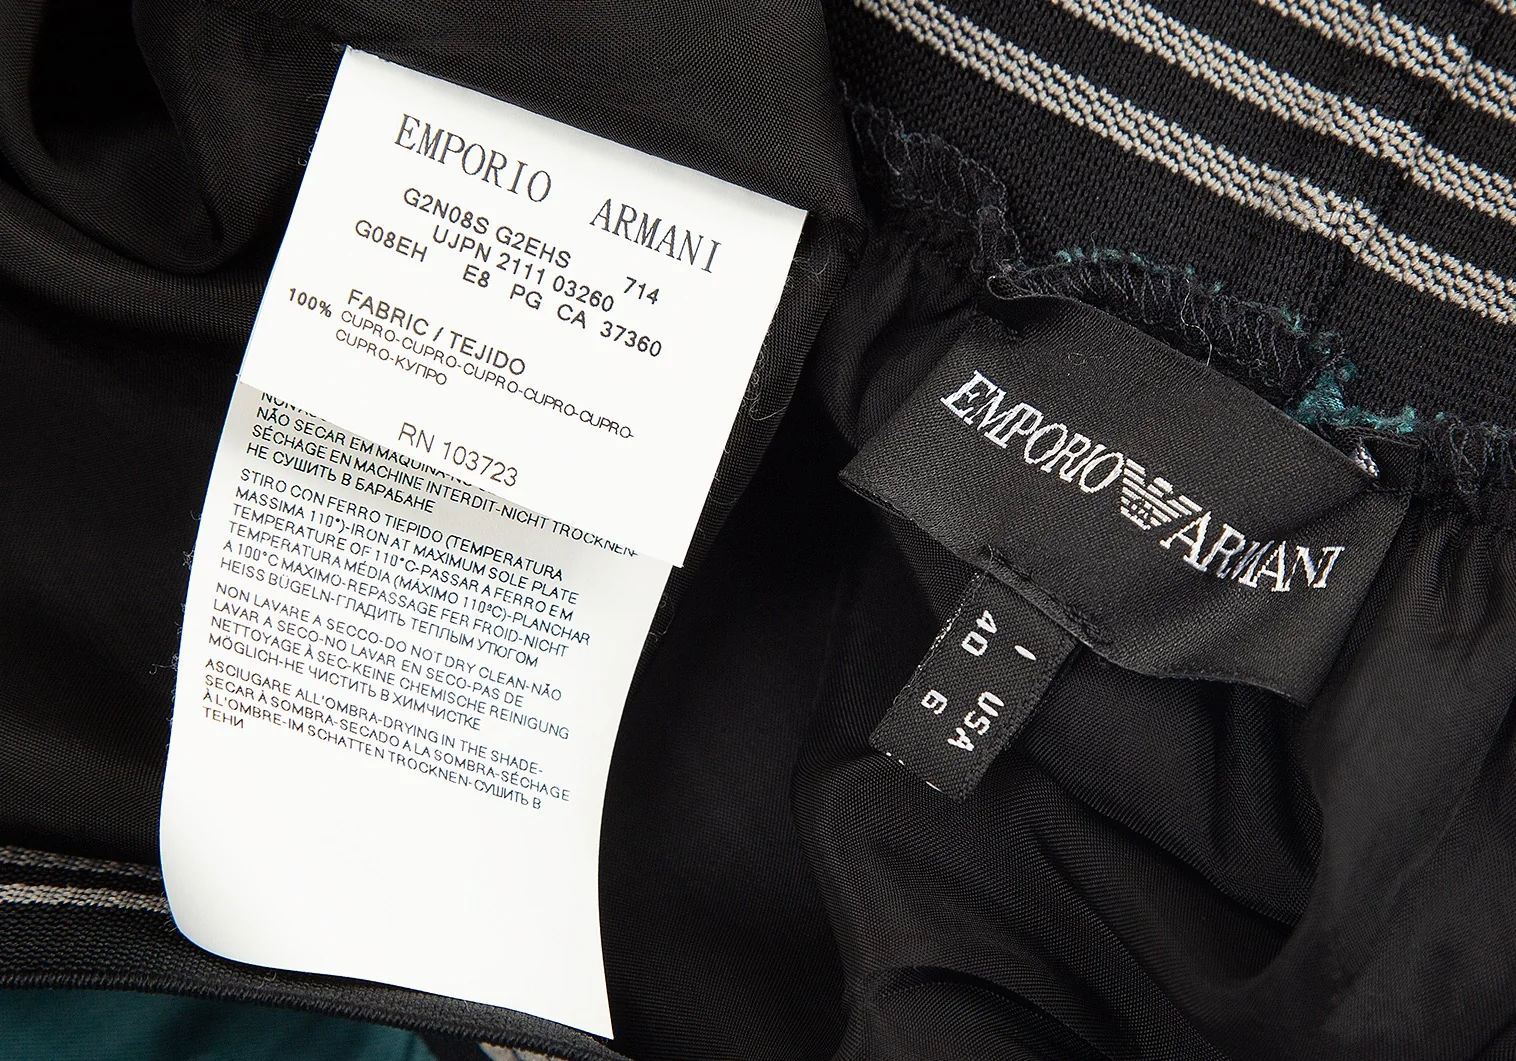 EMPORIO ARMANI
G2N08S G2EHS 714
UJPN 2111 03260
G08EH E8 PG CA 37360
FABRIC / TEJIDO
100% CUPRO-CUPRO-CUPRO-CUPRO-CUPRO-
CUPRO-КУПРО
RN 103723
NÃO SECAR EM MAQUINA-
SÉCHAGE EN MACHINE INTERDIT-NICHT TROCKNEN-
НЕ СУШИТЬ В БАРАБАНЕ
STIRO CON FERRO TIEPIDO (TEMPERATURA
MASSIMA 110°)-IRON AT MAXIMUM SOLE PLATE
TEMPERATURE OF 110°C-PASSAR A FERRO EM
TEMPERATURA MÉDIA (MÁXIMO 110ºC)-PLANCHAR
A 100°C MAXIMO-REPASSAGE FER FROID-NICHT
HEISS BÜGELN-ГЛАДИТЬ ТЕПЛЫМ УТЮГОМ
NON LAVARE A SECCO-DO NOT DRY CLEAN-NÃO
LAVAR A SECO-NO LAVAR EN SECO-PAS DE
NETTOYAGE À SEC-KEINE CHEMISCHE REINIGUNG
MÖGLICH-НЕ ЧИСТИТЬ В ХИМЧИСТКЕ
ASCIUGARE ALL'OMBRA-DRYING IN THE SHADE-
SECAR À SOMBRA-SECADO A LA SOMBRA-SÉCHAGE
À L'OMBRE-IM SCHATTEN TROCKNEN-СУШИТЬ В
ТЕНИ
EMPORIO ARMANI
I USA
40 6